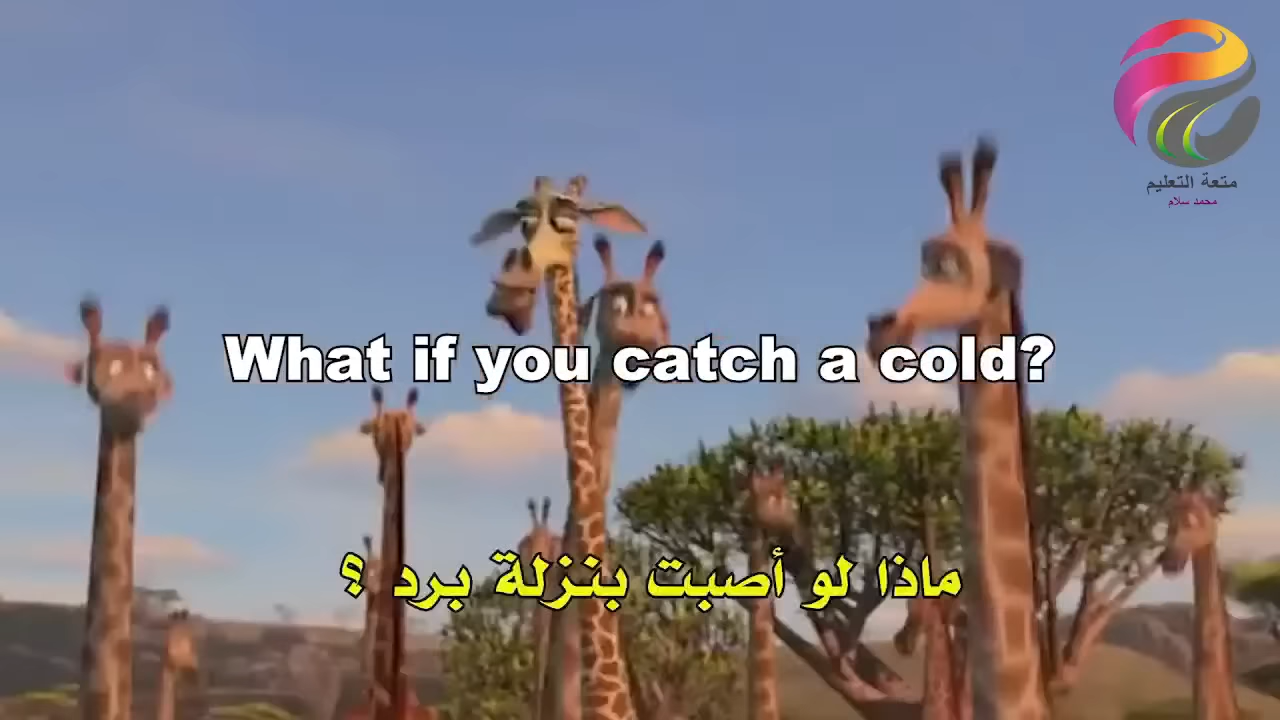 متعة التعليم
محمد سلام
What if you catch a cold?
ماذا لو أصبت بنزلة برد ؟